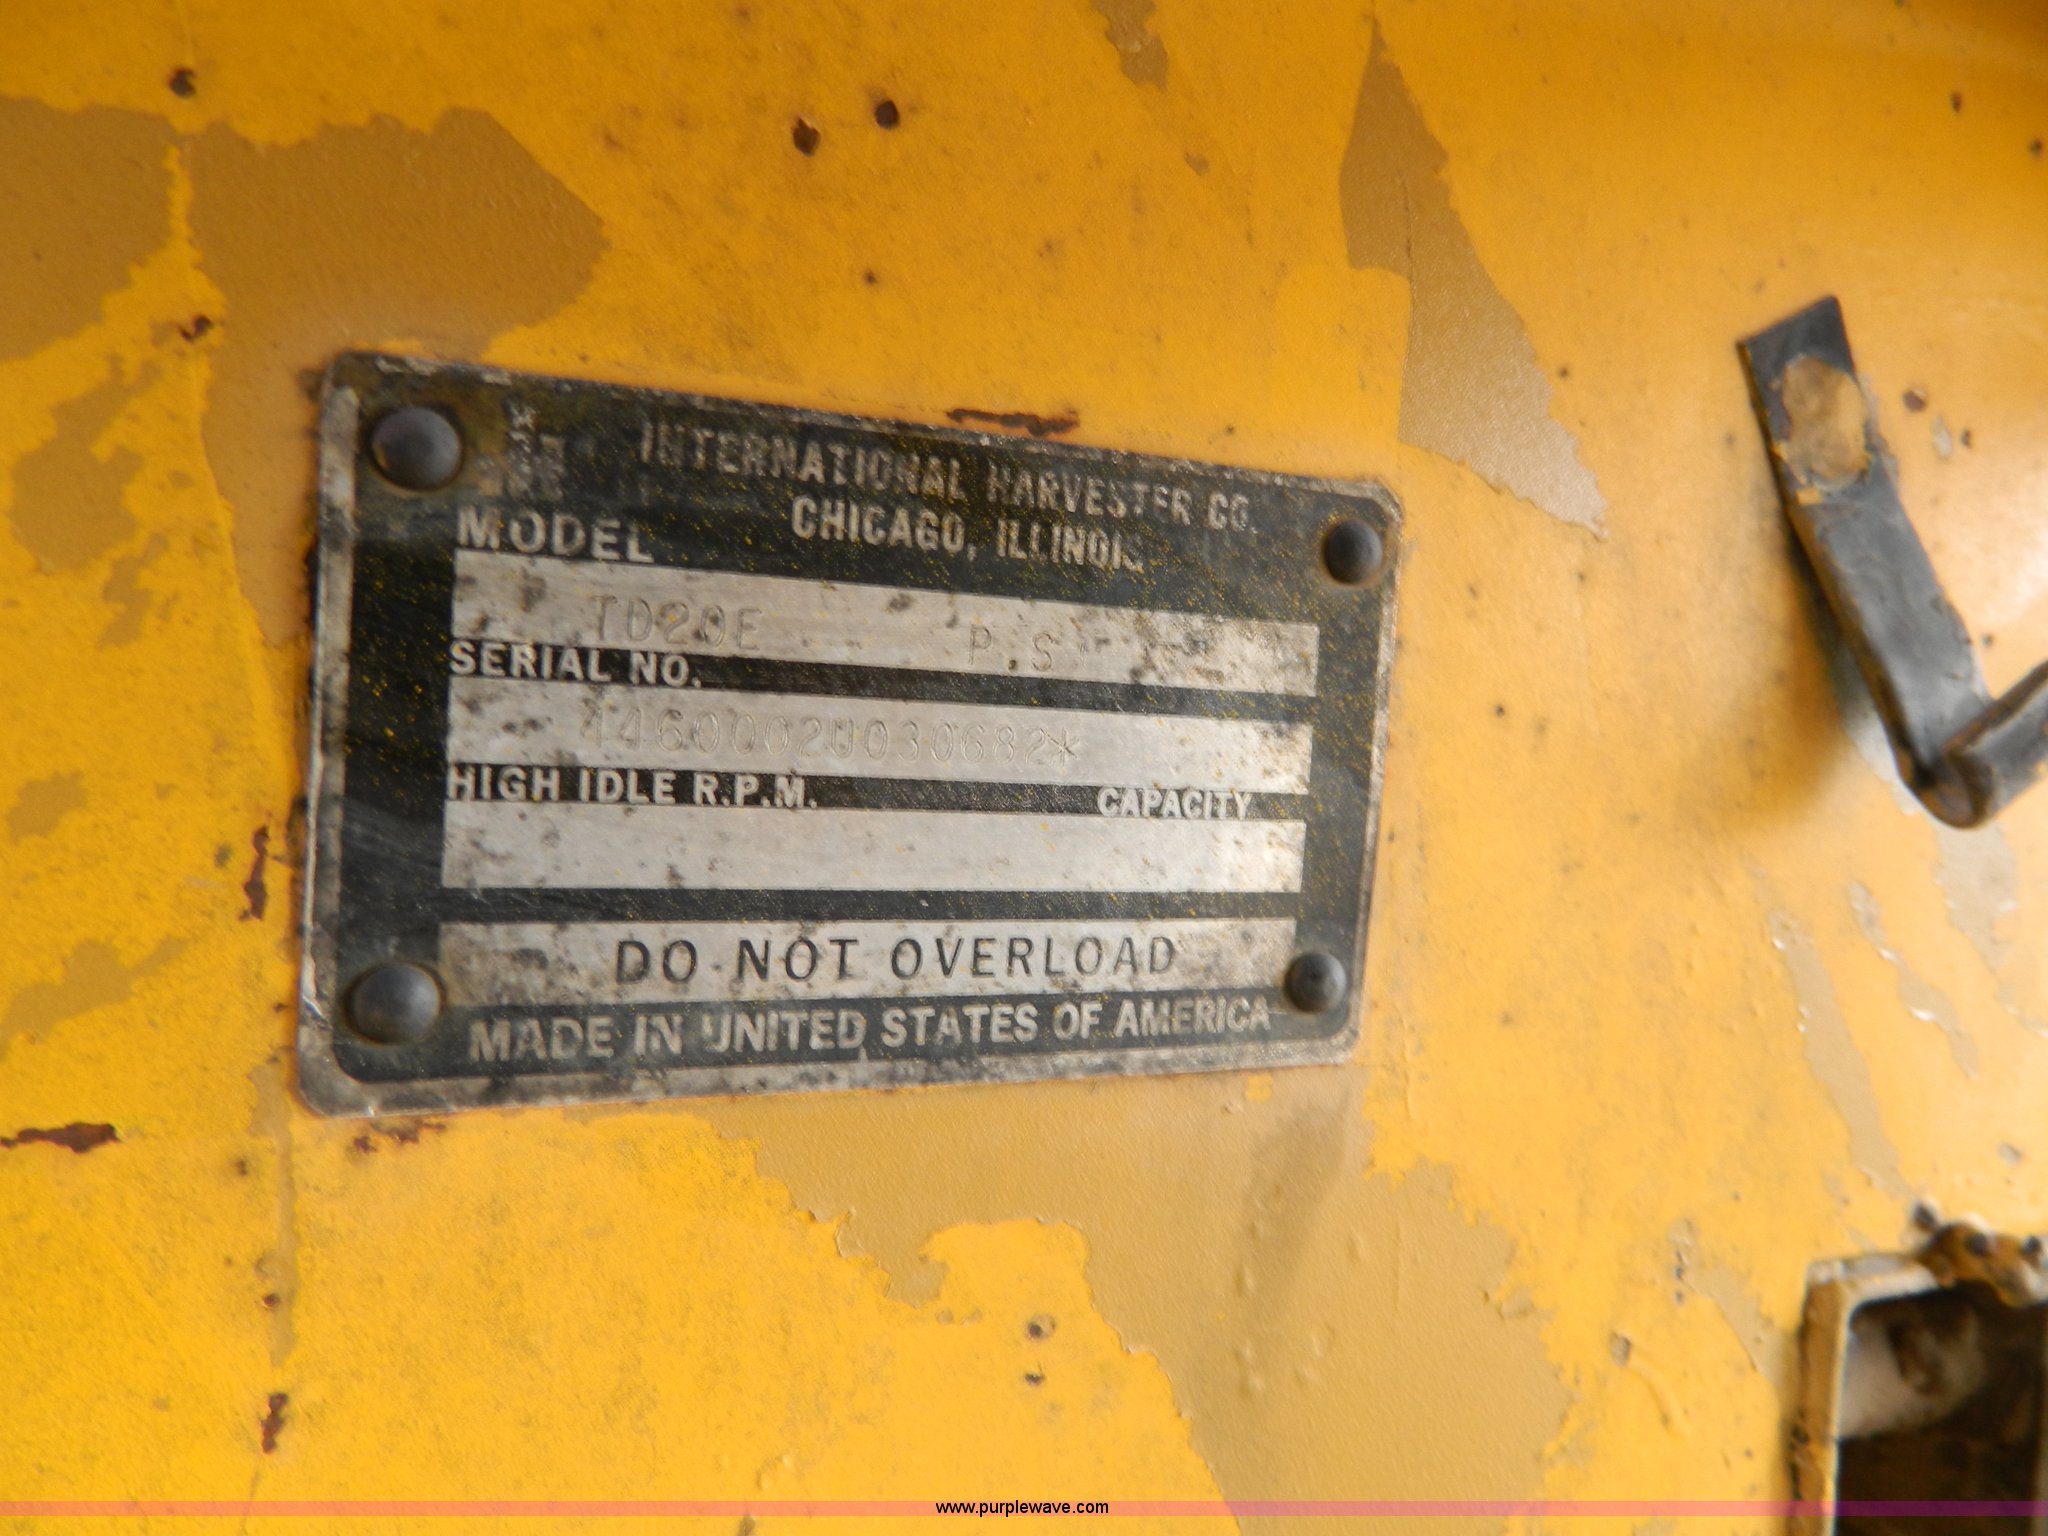 INTERNATIONAL HARVESTER CO.
CHICAGO, ILLINOIS
MODEL
TD20E P.S.
SERIAL NO.
4460002U030682*
HIGH IDLE R.P.M. CAPACITY
DO NOT OVERLOAD
MADE IN UNITED STATES OF AMERICA
www.purplewave.com